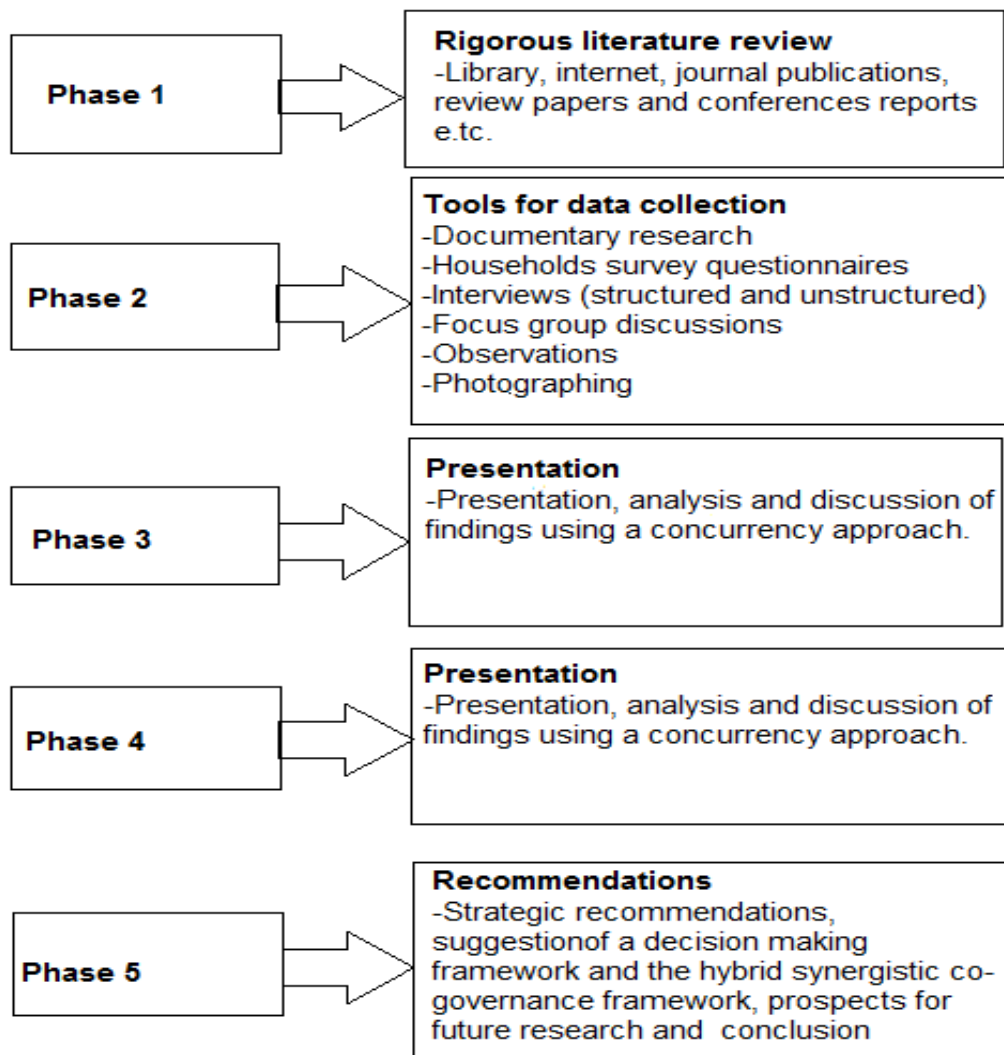 Phase 1
Rigorous literature review
-Library, internet, journal publications,
review papers and conferences reports
e.tc.
Phase 2
Tools for data collection
-Documentary research
-Households survey questionnaires
-Interviews (structured and unstructured)
-Focus group discussions
-Observations
-Photographing
Phase 3
Presentation
-Presentation, analysis and discussion of
findings using a concurrency approach.
Phase 4
Presentation
-Presentation, analysis and discussion of
findings using a concurrency approach.
Phase 5
Recommendations
-Strategic recommendations,
suggestionof a decision making
framework and the hybrid synergistic co-
governance framework, prospects for
future research and  conclusion